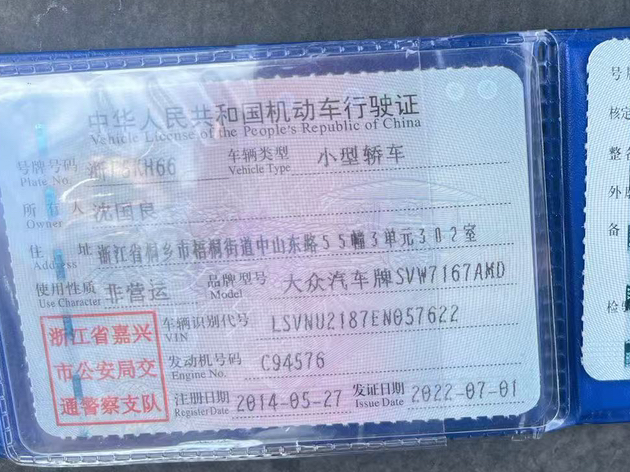 中华人民共和国机动车行驶证
Vehicle License of the People's Republic of China
号牌号码 浙F8KH66 车辆类型 小型轿车
Plate No. Vehicle Type
所有人 沈国良
Owner
住址 浙江省桐乡市梧桐街道中山东路55幢3单元302室
Address
使用性质 非营运 品牌型号 大众汽车牌SVW7167AMD
Use Character Model
浙江省嘉兴
市公安局交
通警察支队
车辆识别代号 LSVNU2187EN057622
VIN
发动机号码 C94576
Engine No.
注册日期 2014-05-27 发证日期 2022-07-01
Register Date Issue Date
号牌
核定
整备
外廓
备
检验